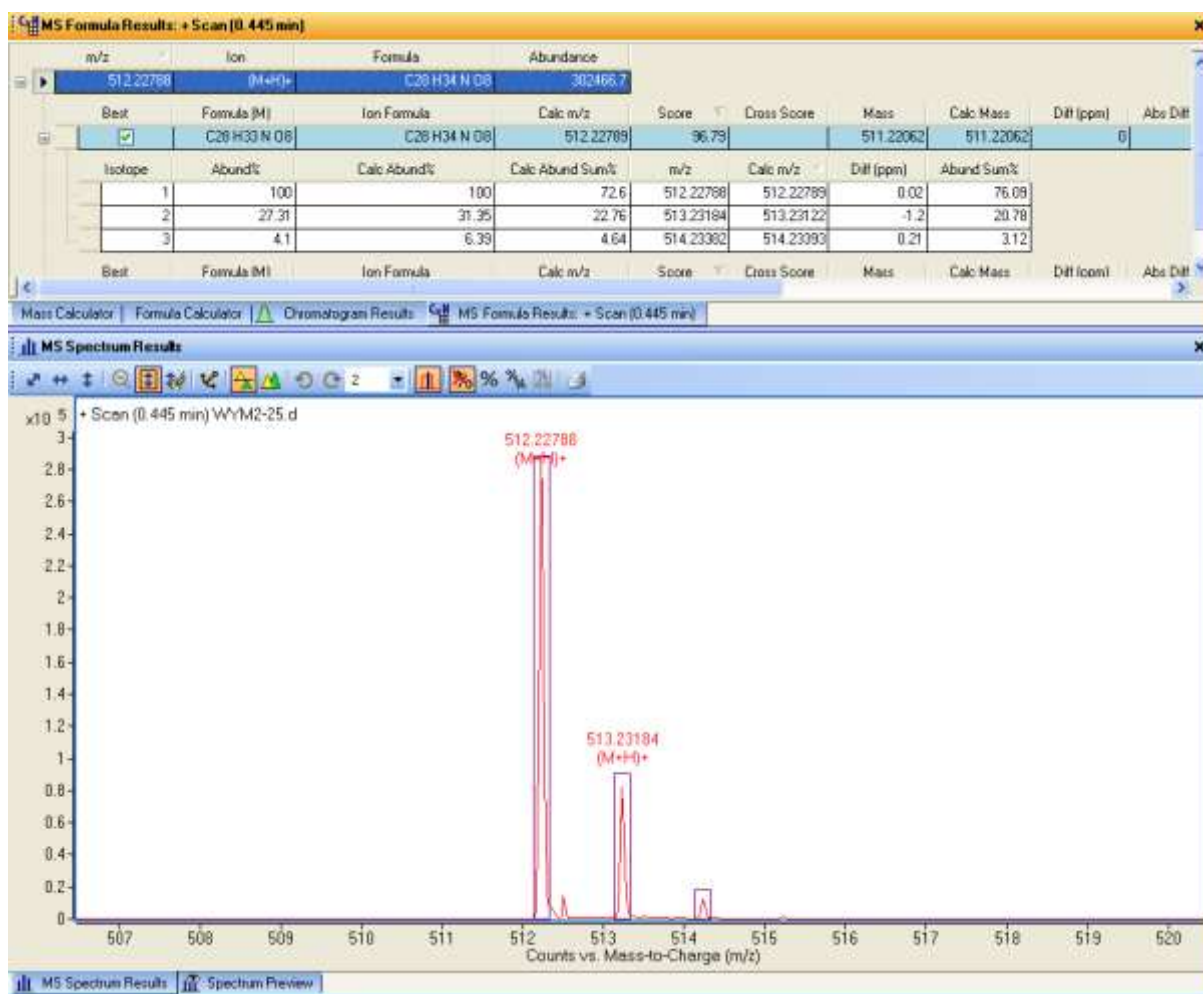 MS Formula Results: + Scan (0.445 min)
m/z Ion Formula Abundance
512.22788 (M+H)+ C28 H34 N O8 302466.7
Best Formula (M) Ion Formula Calc m/z Score Cross Score Mass Calc Mass Diff (ppm) Abs Diff
C28 H33 N O8 C28 H34 N O8 512.22789 96.79 511.22062 511.22062 0
Isotope Abund% Calc Abund% Calc Abund Sum% m/z Calc m/z Diff (ppm) Abund Sum%
1 100 100 72.6 512.22788 512.22789 0.02 76.09
2 27.31 31.35 22.76 513.23184 513.23122 -1.2 20.78
3 4.1 6.39 4.64 514.23382 514.23393 0.21 3.12
Best Formula (M) Ion Formula Calc m/z Score Cross Score Mass Calc Mass Diff (ppm) Abs Diff
Mass Calculator Formula Calculator Chromatogram Results MS Formula Results: + Scan (0.445 min)
MS Spectrum Results
2
x10 5 + Scan (0.445 min) WYM2-25.d
3
512.22788
(M+H)+
2.8
2.6
2.4
2.2
2
1.8
1.6
1.4
1.2
513.23184
(M+H)+
1
0.8
0.6
0.4
0.2
0
507 508 509 510 511 512 513 514 515 516 517 518 519 520
Counts vs. Mass-to-Charge (m/z)
MS Spectrum Results Spectrum Preview